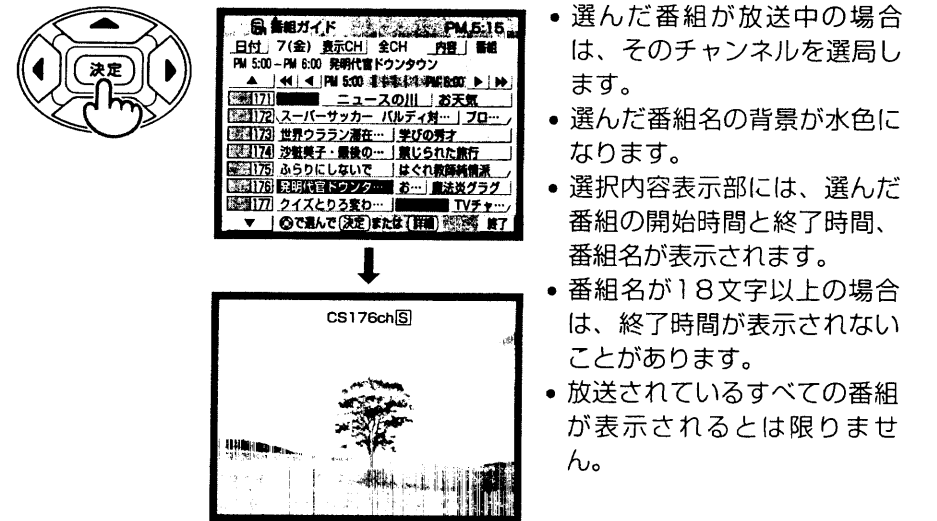 決定
番組ガイド PM 5:15
日付 7(金) 表示CH 全CH 内容 番組
PM 5:00~PM 6:00 発明代官ドウンタウン
▲ ◀◀ ◀ PM 5:00 PM 6:00 ▶ ▶▶
171 ニュースの川 お天気
172 スーパーサッカー バルディ対… プロ…
173 世界ウララン滞在… 学びの秀才
174 沙粧美子・最後の… 禁じられた旅行
175 ふらりにしないで はぐれ教師純情派
176 発明代官ドウンタ… お… 魔法炎グラグ
177 クイズとりろ変わ… TVチャ…
▼ で選んで 決定 または 詳細 終了
CS176ch S
• 選んだ番組が放送中の場合
は、そのチャンネルを選局し
ます。
• 選んだ番組名の背景が水色に
なります。
• 選択内容表示部には、選んだ
番組の開始時間と終了時間、
番組名が表示されます。
• 番組名が18文字以上の場合
は、終了時間が表示されない
ことがあります。
• 放送されているすべての番組
が表示されるとは限りませ
ん。